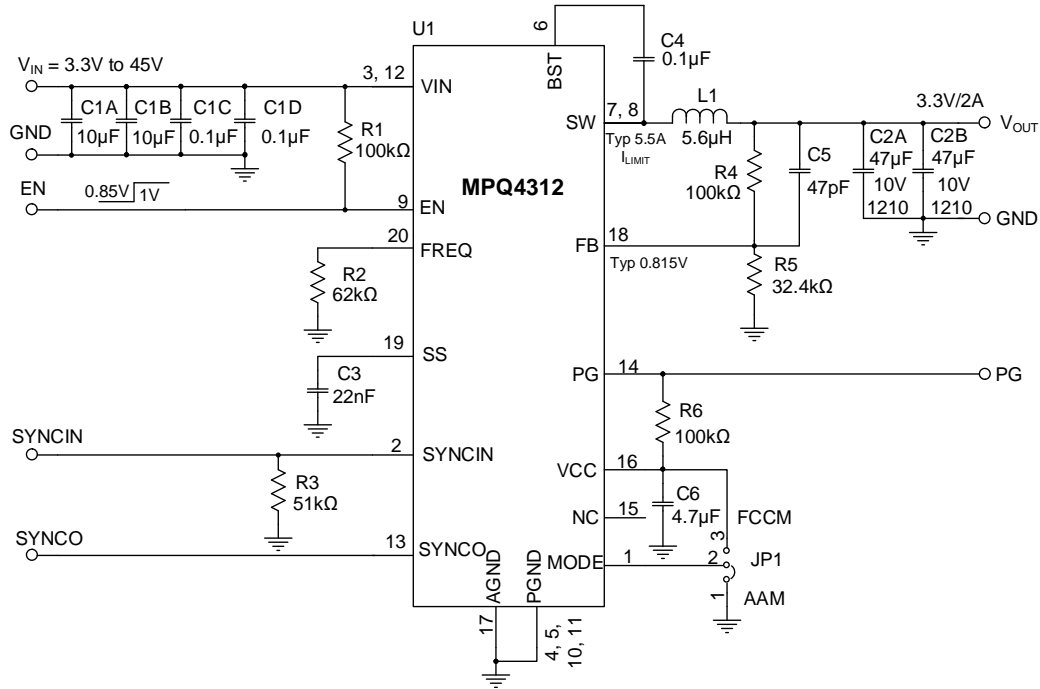 U1
6
BST
C4
0.1µF
VIN = 3.3V to 45V
3, 12
VIN
C1A
10µF
C1B
10µF
C1C
0.1µF
C1D
0.1µF
GND
R1
100kΩ
EN
0.85V
1V
9
EN
SW
7, 8
Typ 5.5A
ILIMIT
L1
5.6µH
3.3V/2A
VOUT
MPQ4312
R4
100kΩ
C5
47pF
C2A
47µF
10V
1210
C2B
47µF
10V
1210
GND
20
FREQ
R2
62kΩ
FB
18
Typ 0.815V
R5
32.4kΩ
19
SS
C3
22nF
PG
14
PG
R6
100kΩ
SYNCIN
2
SYNCIN
R3
51kΩ
VCC
16
C6
4.7µF
NC
15
FCCM
3
SYNCO
13
SYNCO
MODE
1
2
JP1
1
AAM
AGND
PGND
17
4, 5,
10, 11